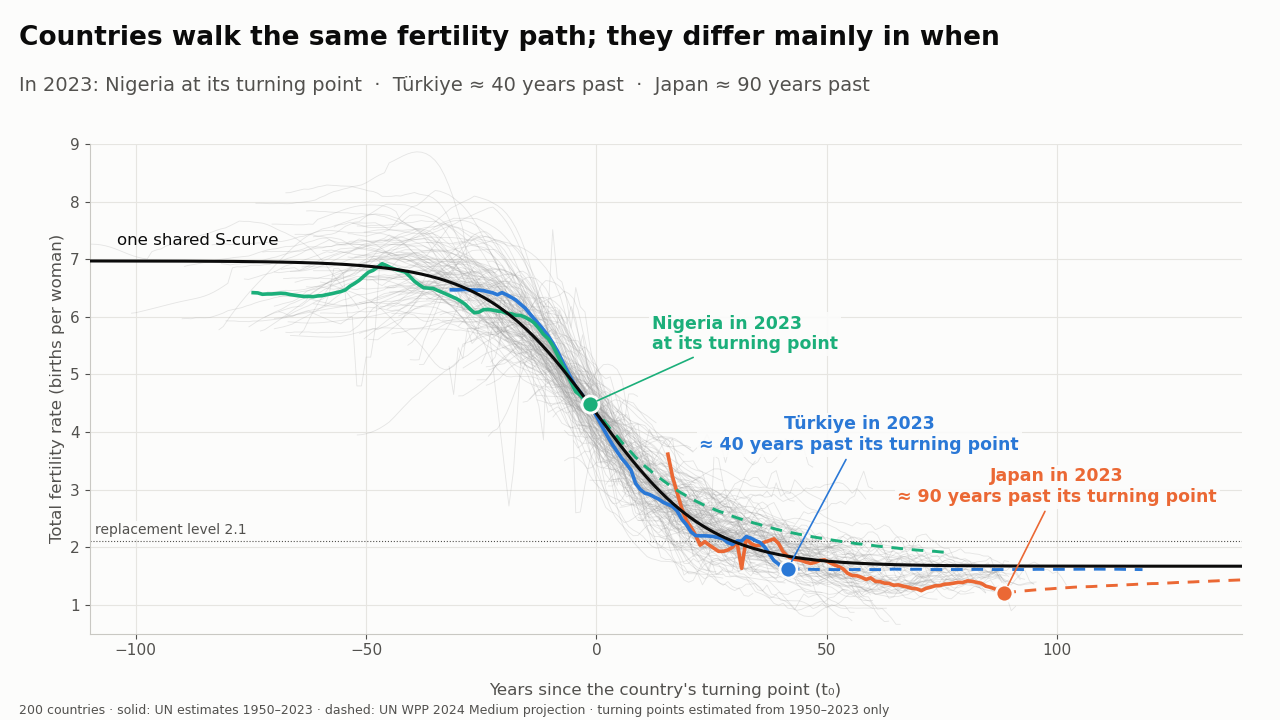 Countries walk the same fertility path; they differ mainly in when
In 2023: Nigeria at its turning point · Türkiye ≈ 40 years past · Japan ≈ 90 years past
Total fertility rate (births per woman)
9
8
7
6
5
4
3
2
1
one shared S-curve
replacement level 2.1
Nigeria in 2023
at its turning point
Türkiye in 2023
≈ 40 years past its turning point
Japan in 2023
≈ 90 years past its turning point
−100
−50
0
50
100
Years since the country's turning point (t₀)
200 countries · solid: UN estimates 1950–2023 · dashed: UN WPP 2024 Medium projection · turning points estimated from 1950–2023 only